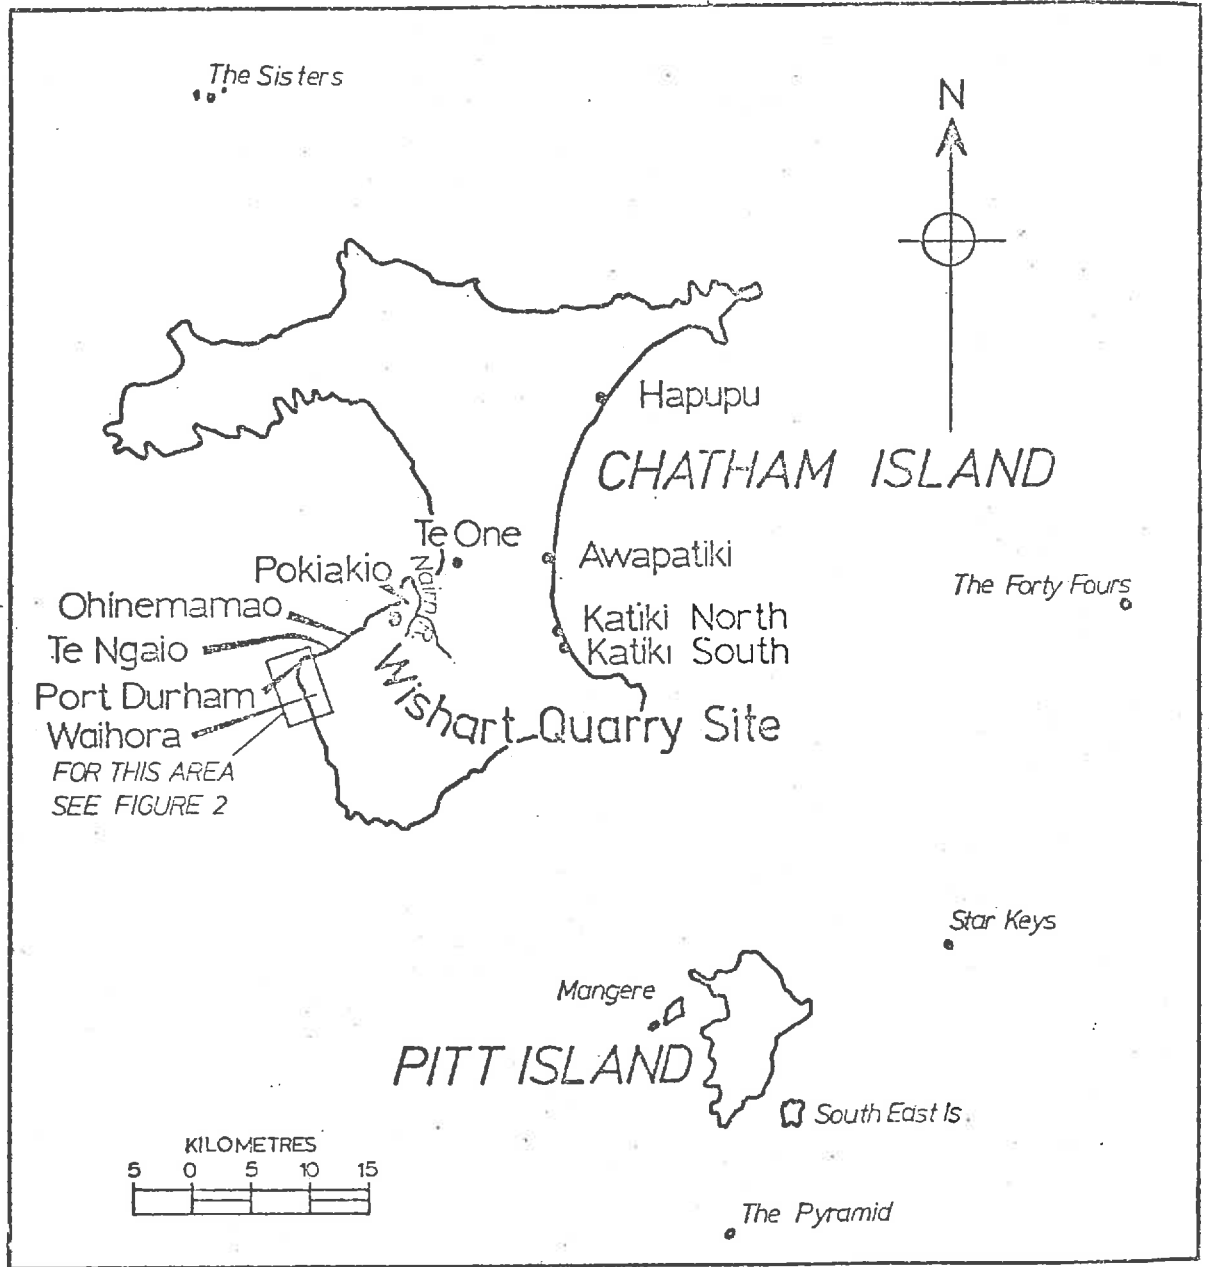 The Sisters
N
Hapupu
CHATHAM ISLAND
Te One
Awapatiki
Pokiakio
Nairn R
The Forty Fours
Ohinemamao
Katiki North
Te Ngaio
Katiki South
Port Durham
Wishart Quarry Site
Waihora
FOR THIS AREA
SEE FIGURE 2
Star Keys
Mangere
PITT ISLAND
South East Is.
KILOMETRES
5 0 5 10 15
The Pyramid